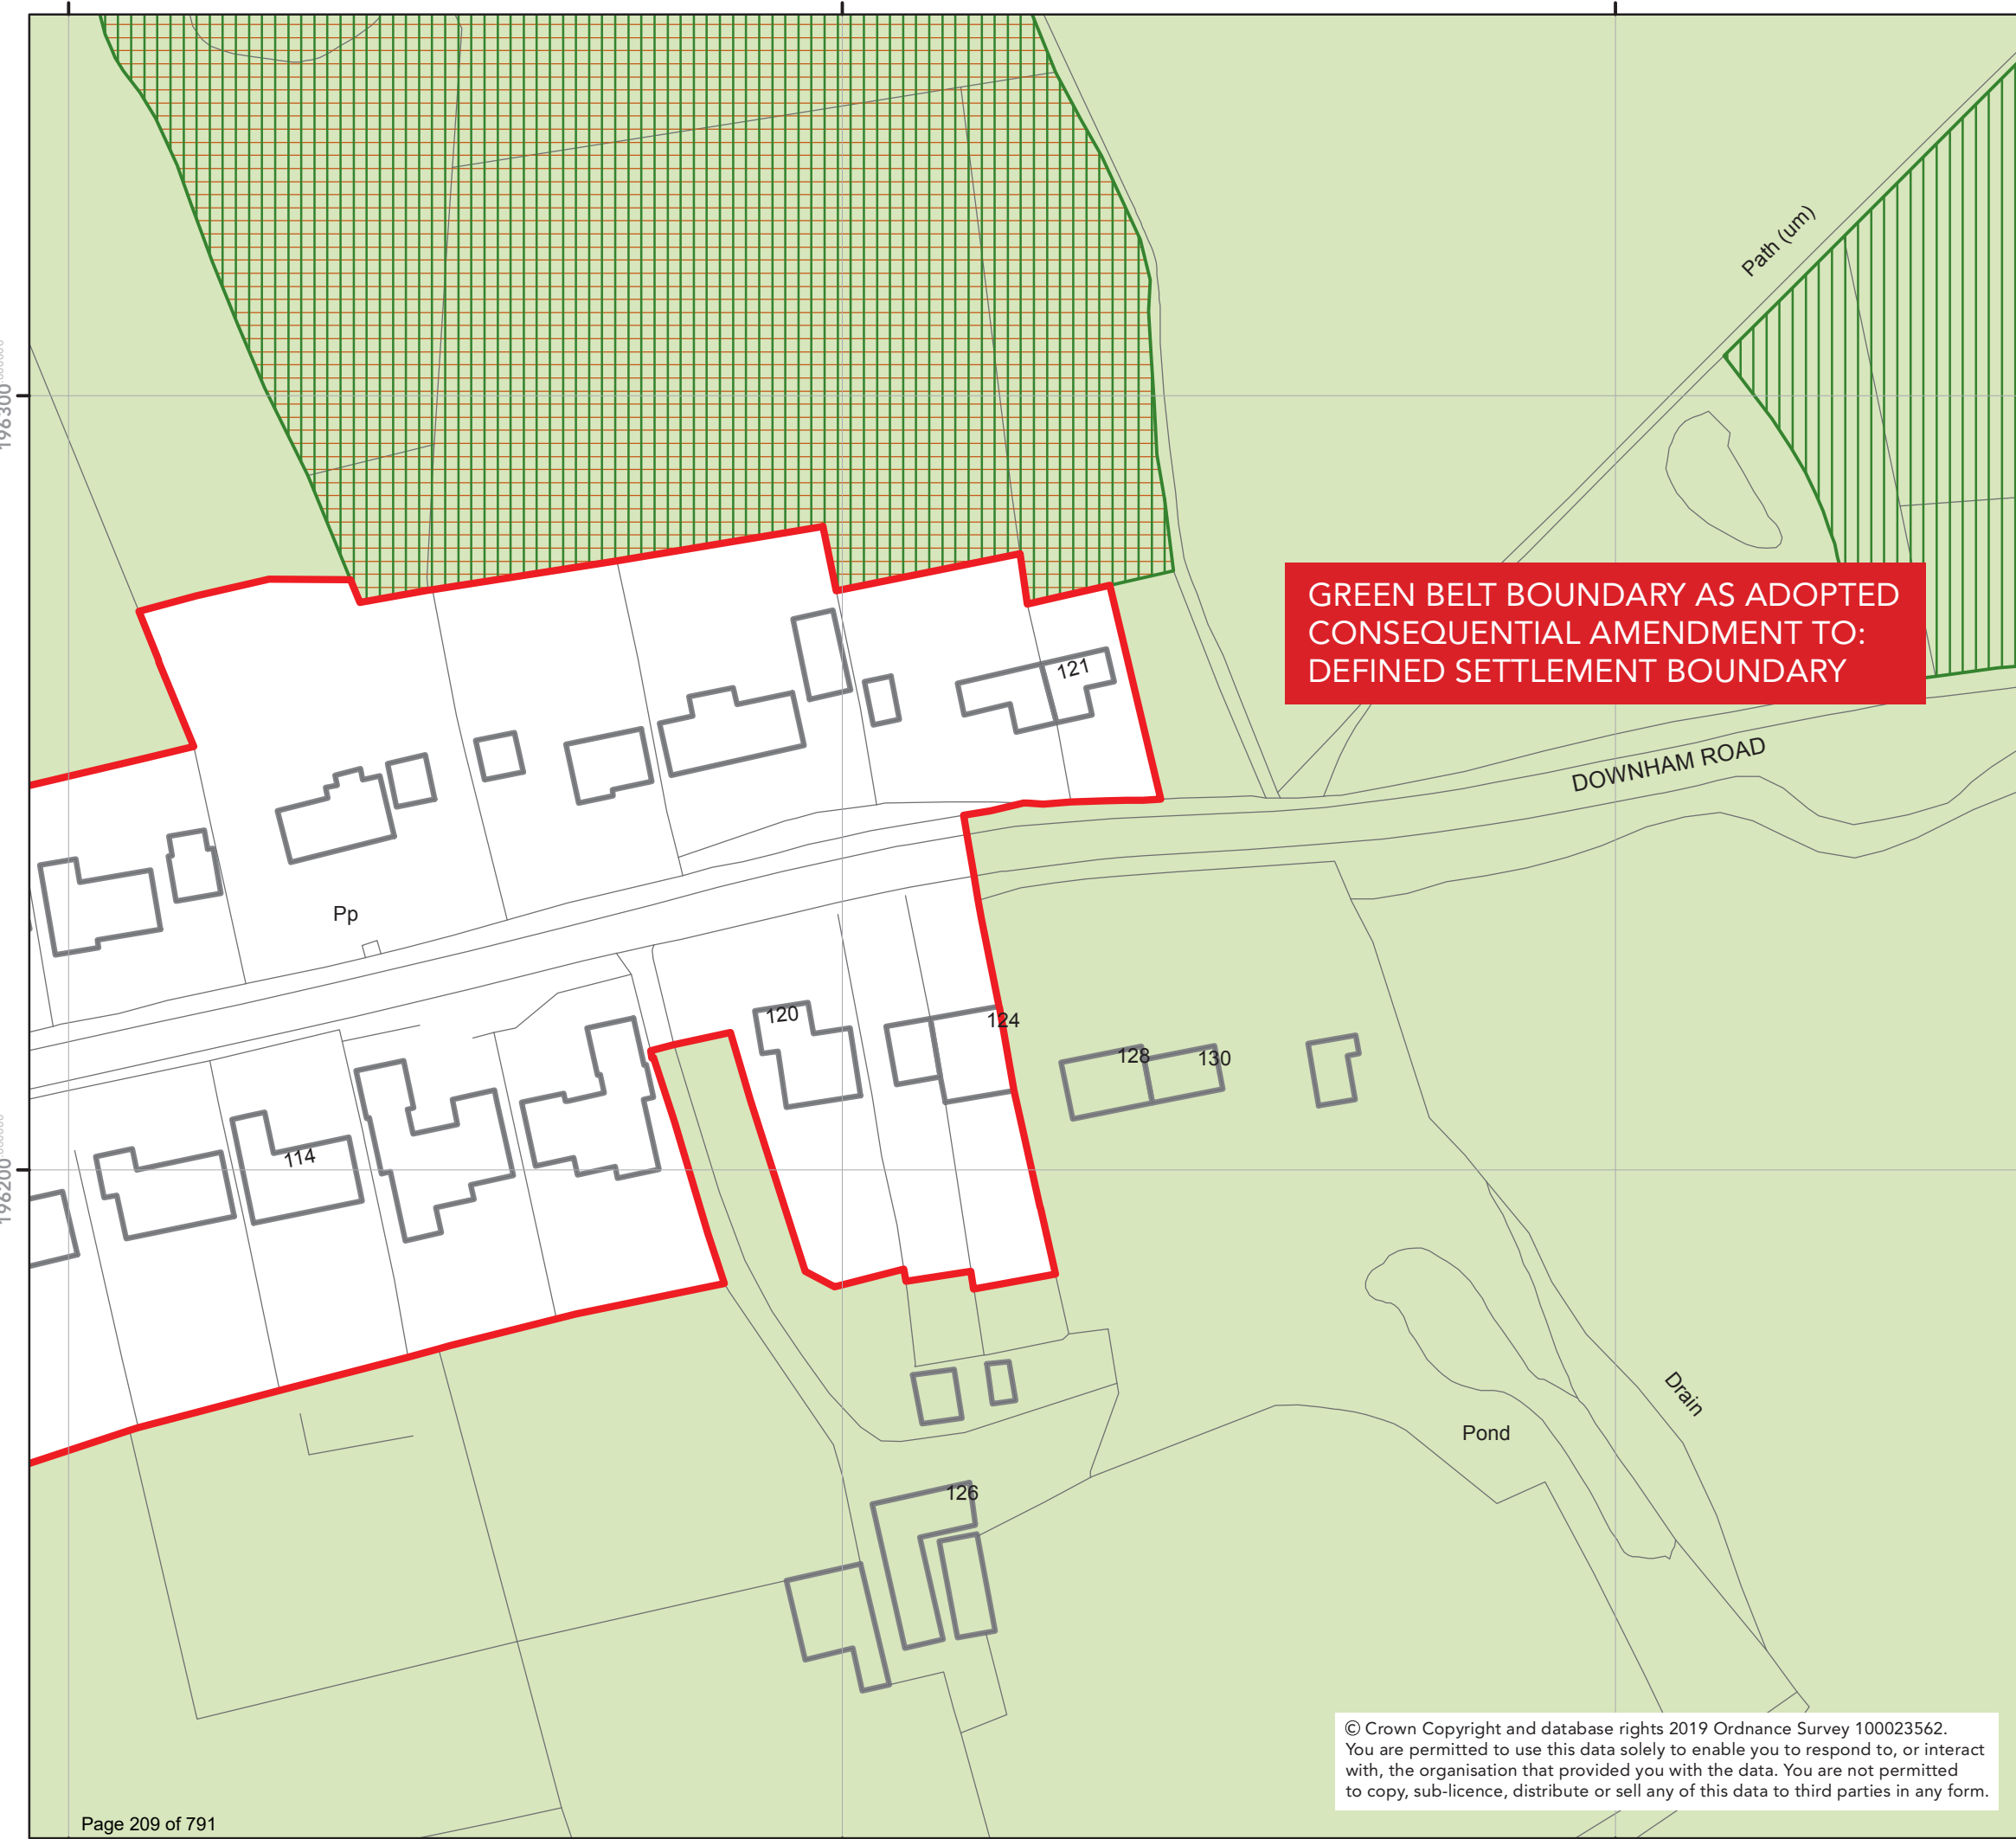 Path (um)
196300
GREEN BELT BOUNDARY AS ADOPTED
CONSEQUENTIAL AMENDMENT TO:
DEFINED SETTLEMENT BOUNDARY
121
DOWNHAM ROAD
Pp
120
124
128
130
114
196200
Drain
Pond
126
© Crown Copyright and database rights 2019 Ordnance Survey 100023562.
You are permitted to use this data solely to enable you to respond to, or interact
with, the organisation that provided you with the data. You are not permitted
to copy, sub-licence, distribute or sell any of this data to third parties in any form.
Page 209 of 791